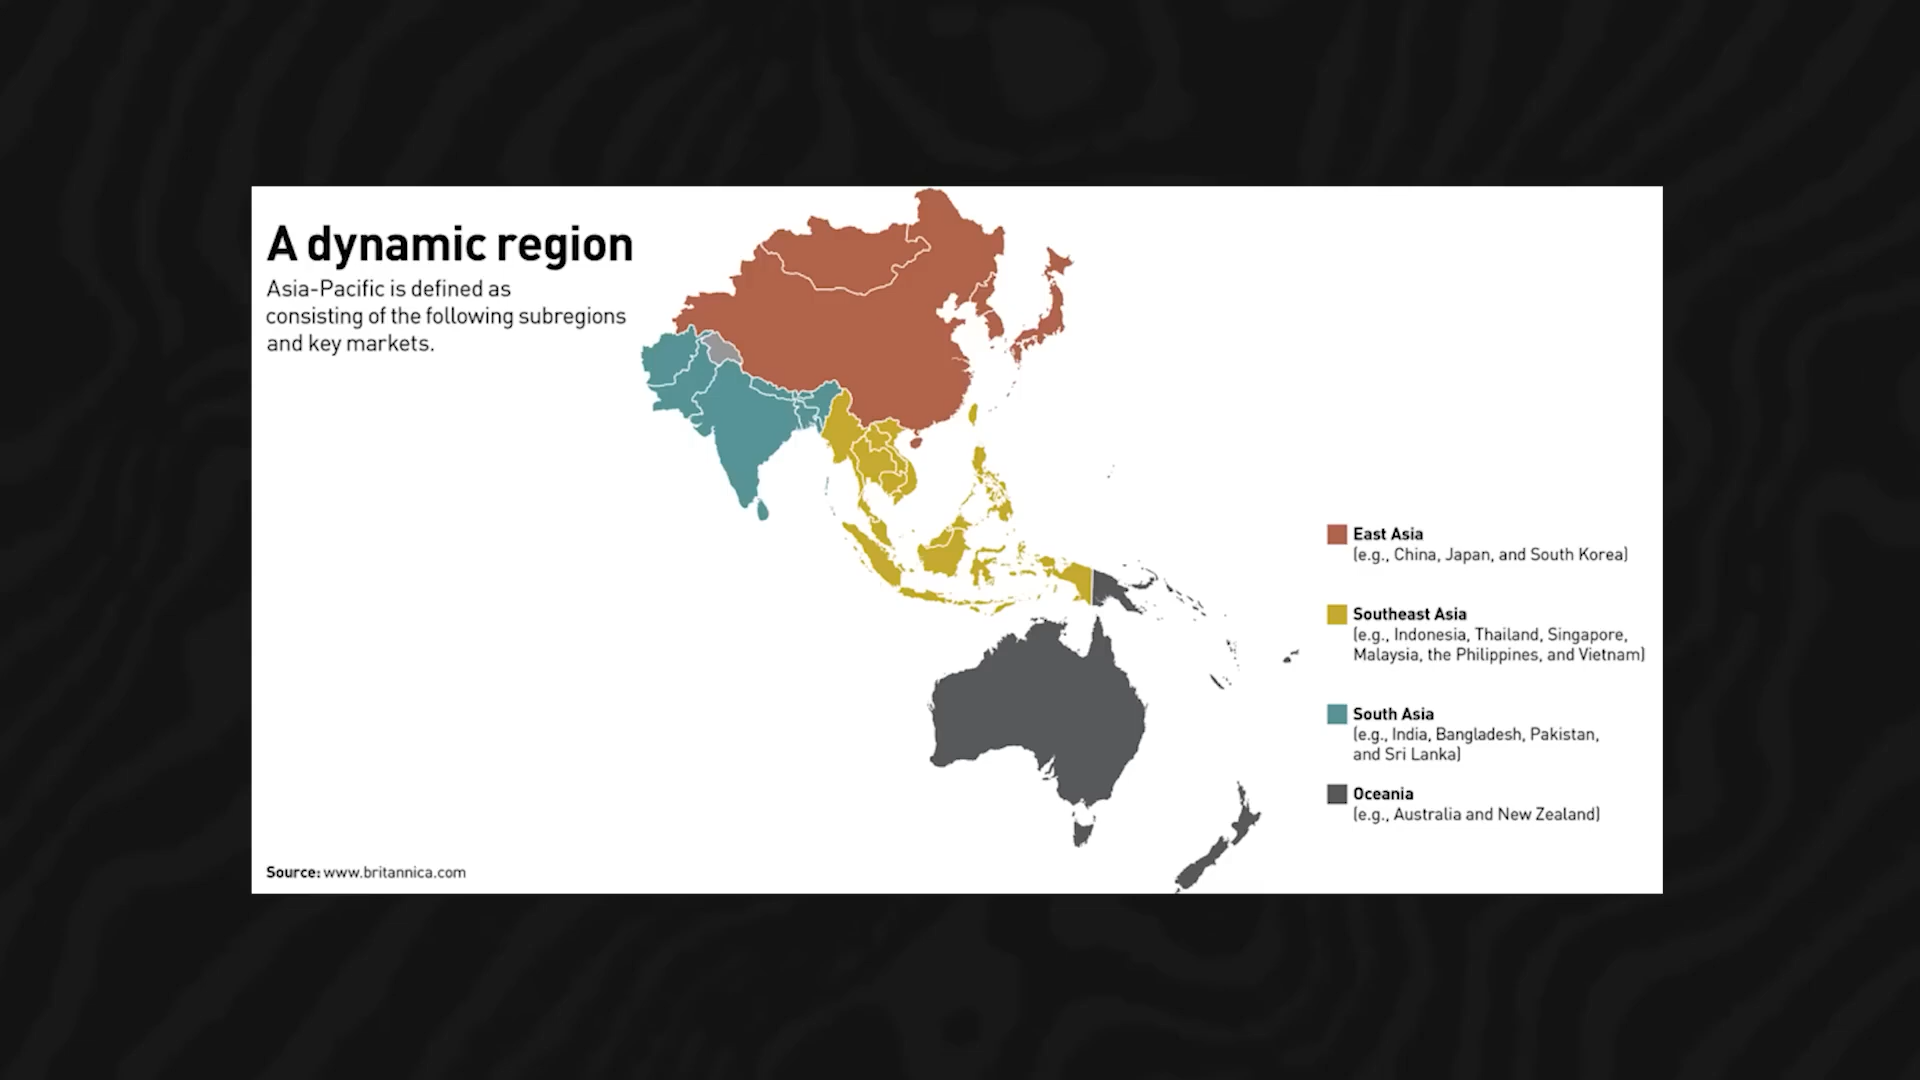 A dynamic region
Asia-Pacific is defined as
consisting of the following subregions
and key markets.
East Asia
(e.g., China, Japan, and South Korea)
Southeast Asia
(e.g., Indonesia, Thailand, Singapore,
Malaysia, the Philippines, and Vietnam)
South Asia
(e.g., India, Bangladesh, Pakistan,
and Sri Lanka)
Oceania
(e.g., Australia and New Zealand)
Source: www.britannica.com